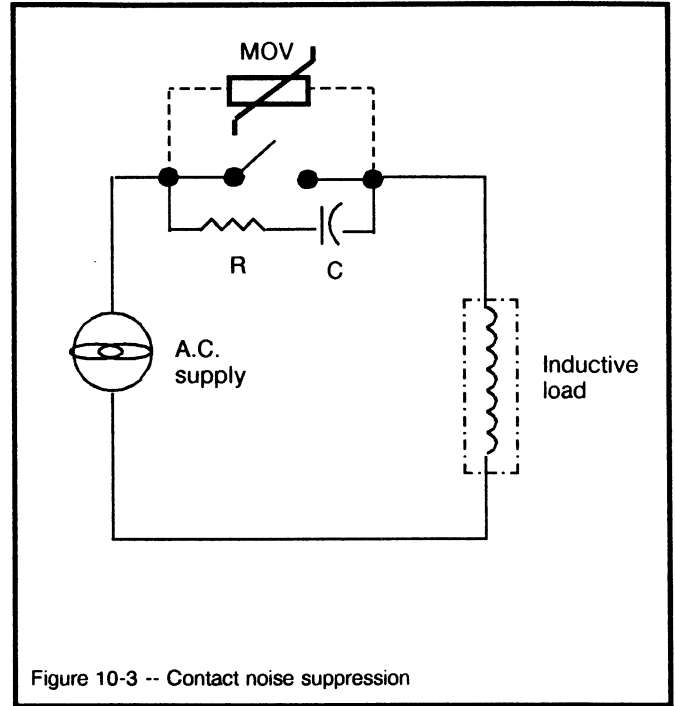 MOV
R
C
A.C.
supply
Inductive
load
Figure 10-3 -- Contact noise suppression